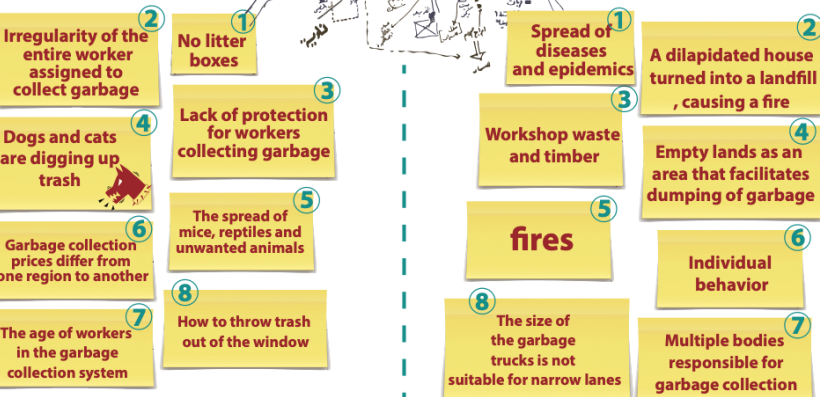 1
No litter
boxes
2
Irregularity of the
entire worker
assigned to
collect garbage
3
Lack of protection
for workers
collecting garbage
4
Dogs and cats
are digging up
trash
5
The spread of
mice, reptiles and
unwanted animals
6
Garbage collection
prices differ from
one region to another
7
The age of workers
in the garbage
collection system
8
How to throw trash
out of the window
1
Spread of
diseases
and epidemics
2
A dilapidated house
turned into a landfill
, causing a fire
3
Workshop waste
and timber
4
Empty lands as an
area that facilitates
dumping of garbage
5
fires
6
Individual
behavior
7
Multiple bodies
responsible for
garbage collection
8
The size of
the garbage
trucks is not
suitable for narrow lanes